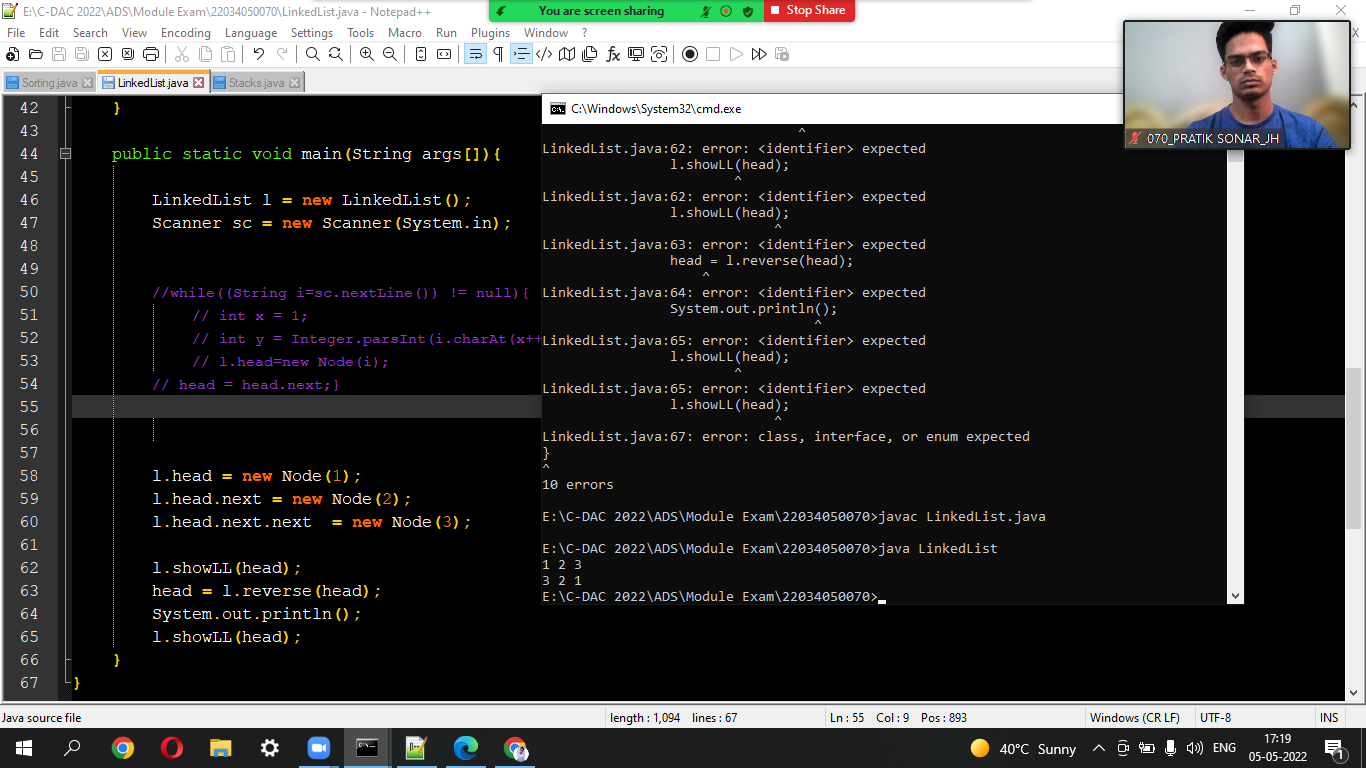 E:\C-DAC 2022\ADS\Module Exam\22034050070\LinkedList.java - Notepad++
You are screen sharing
Stop Share
File Edit Search View Encoding Language Settings Tools Macro Run Plugins Window ?
X
Sorting.java LinkedList.java Stacks.java
070_PRATIK SONAR_JH
42 }
43
44 public static void main(String args[]){
45
46 LinkedList l = new LinkedList();
47 Scanner sc = new Scanner(System.in);
48
49
50 //while((String i=sc.nextLine()) != null){
51 // int x = 1;
52 // int y = Integer.parsInt(i.charAt(x++
53 // l.head=new Node(i);
54 // head = head.next;}
55
56
57
58 l.head = new Node(1);
59 l.head.next = new Node(2);
60 l.head.next.next  = new Node(3);
61
62 l.showLL(head);
63 head = l.reverse(head);
64 System.out.println();
65 l.showLL(head);
66 }
67 }
C:\Windows\System32\cmd.exe
^
LinkedList.java:62: error: <identifier> expected
l.showLL(head);
^
LinkedList.java:62: error: <identifier> expected
l.showLL(head);
^
LinkedList.java:63: error: <identifier> expected
head = l.reverse(head);
^
LinkedList.java:64: error: <identifier> expected
System.out.println();
^
LinkedList.java:65: error: <identifier> expected
l.showLL(head);
^
LinkedList.java:65: error: <identifier> expected
l.showLL(head);
^
LinkedList.java:67: error: class, interface, or enum expected
}
^
10 errors
E:\C-DAC 2022\ADS\Module Exam\22034050070>javac LinkedList.java
E:\C-DAC 2022\ADS\Module Exam\22034050070>java LinkedList
1 2 3
3 2 1
E:\C-DAC 2022\ADS\Module Exam\22034050070>
Java source file length : 1,094 lines : 67 Ln : 55 Col : 9 Pos : 893 Windows (CR LF) UTF-8 INS
40°C Sunny ENG 17:19
05-05-2022
1